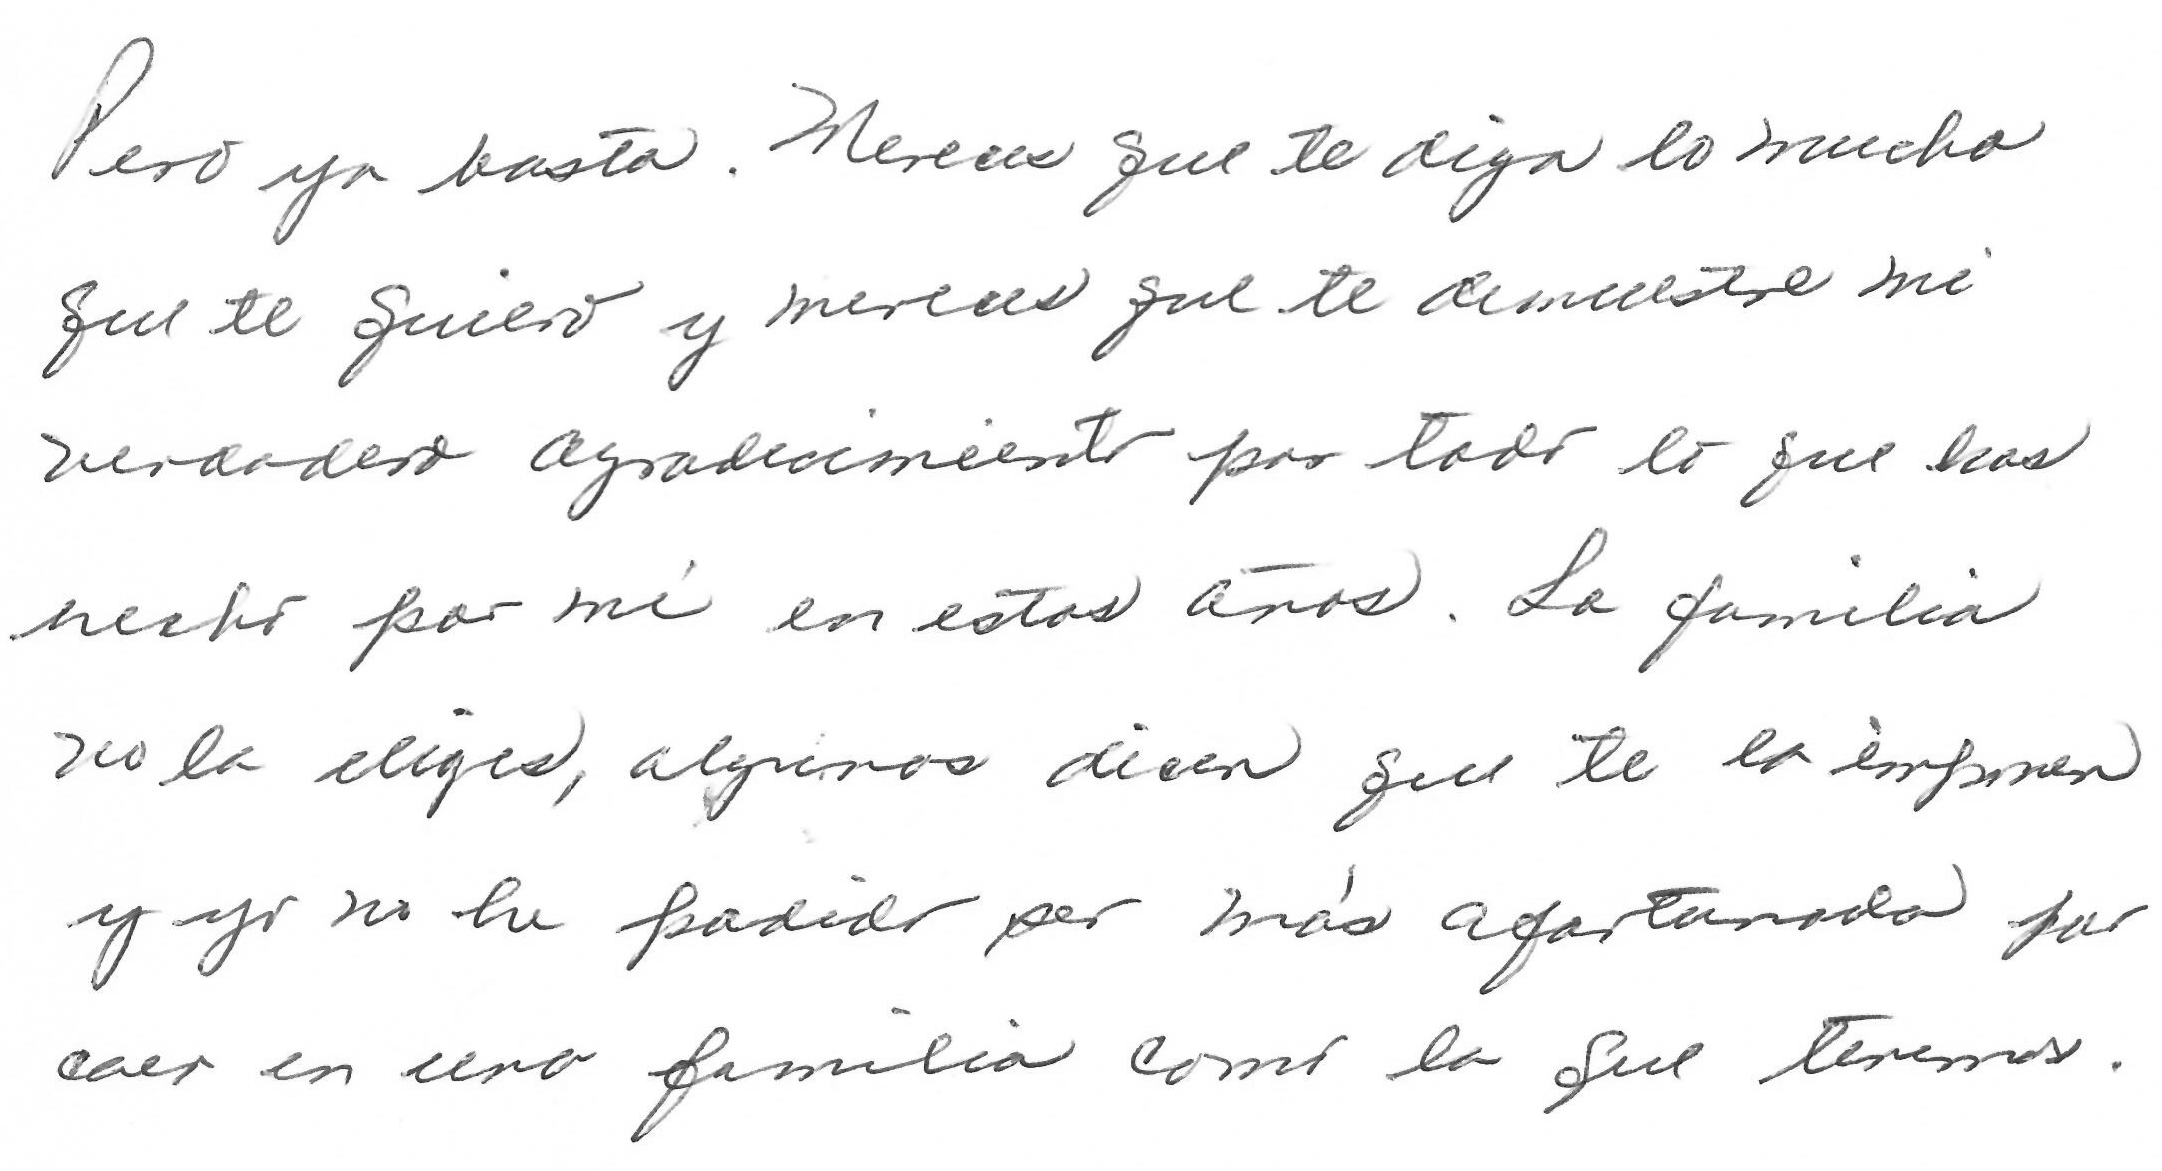 Pero ya basta. Mereces que te diga lo mucho
que te quiero y mereces que te demuestre mi
verdadero agradecimiento por todo lo que has
hecho por mí en estos años. La familia
no la eliges, algunos dicen que te la imponen
y yo no he podido ser más afortunada por
caer en una familia como la que tenemos.